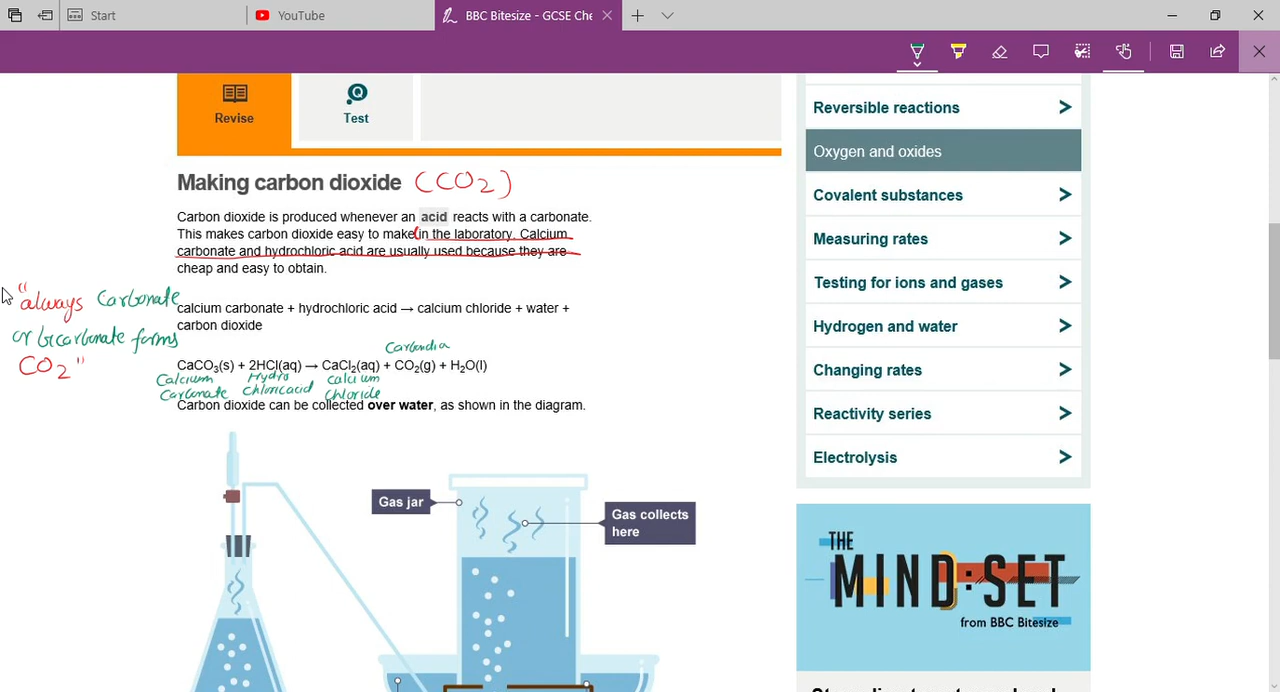 Start
YouTube
BBC Bitesize - GCSE Che
Revise
Test
Reversible reactions
Oxygen and oxides
Covalent substances
Measuring rates
Testing for ions and gases
Hydrogen and water
Changing rates
Reactivity series
Electrolysis
Making carbon dioxide (CO2)
Carbon dioxide is produced whenever an acid reacts with a carbonate.
This makes carbon dioxide easy to make (in the laboratory. Calcium
carbonate and hydrochloric acid are usually used because they are
cheap and easy to obtain.
"always Carbonate
or bicarbonate forms
CO2"
calcium carbonate + hydrochloric acid → calcium chloride + water +
carbon dioxide
CaCO₃(s) + 2HCl(aq) → CaCl₂(aq) + CO₂(g) + H₂O(l)
Calcium Hydro Calcium
Carbonate chloricacid chloride
Carbon dioxide can be collected over water, as shown in the diagram.
Gas jar
Gas collects
here
THE
MIND:SET
from BBC Bitesize